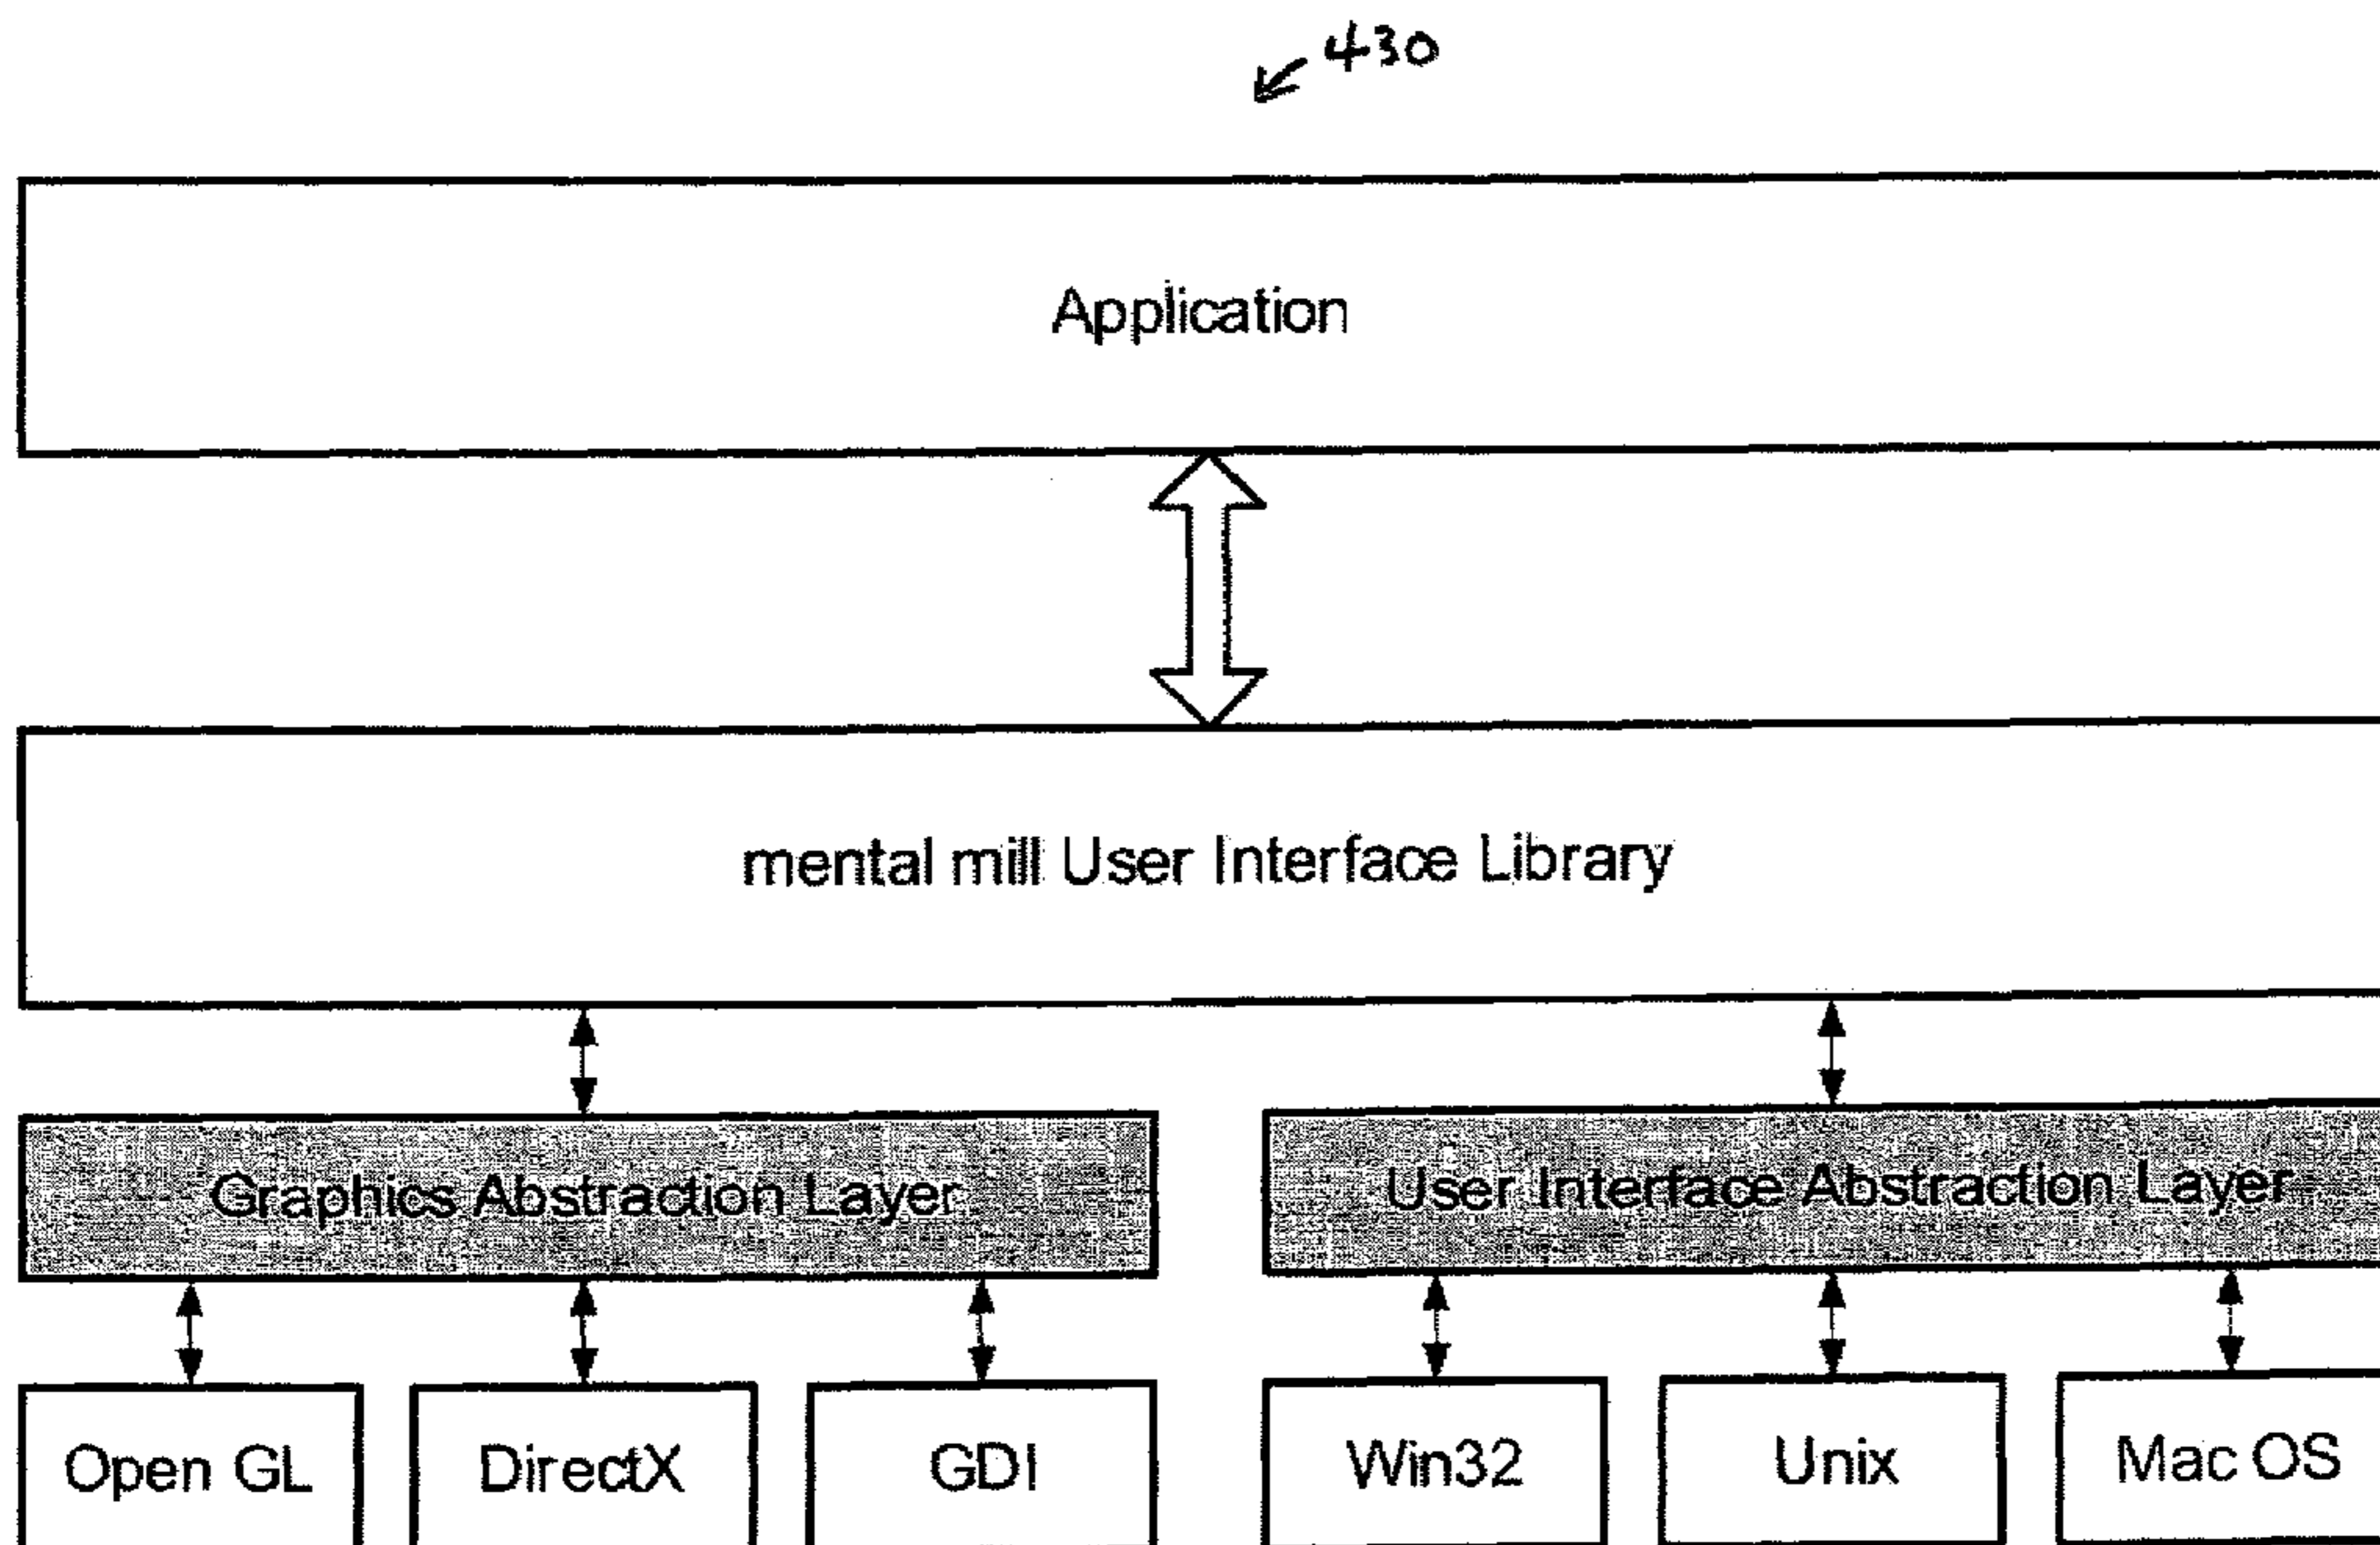 430
Application
mental mill User Interface Library
Graphics Abstraction Layer
User Interface Abstraction Layer
Open GL
DirectX
GDI
Win32
Unix
Mac OS